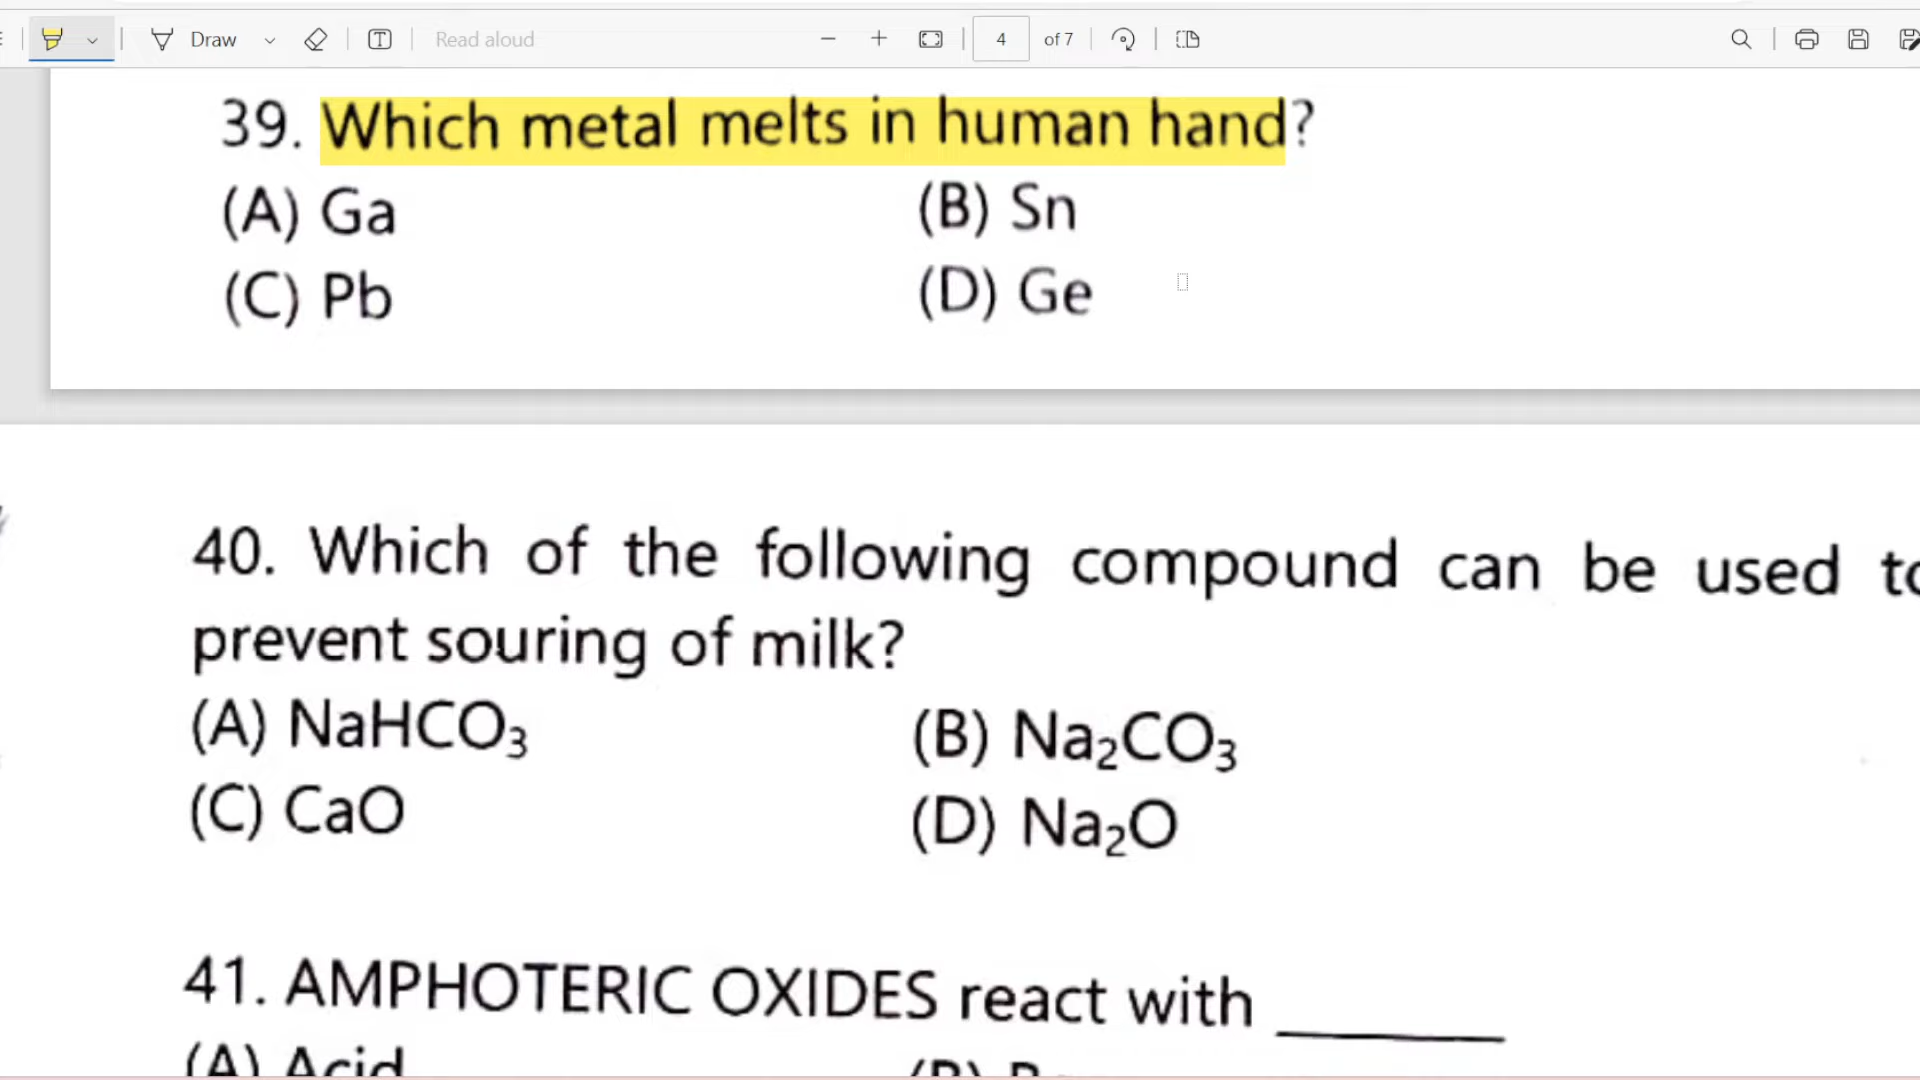 Draw Read aloud 4 of 7
39. Which metal melts in human hand?
(A) Ga (B) Sn
(C) Pb (D) Ge
40. Which of the following compound can be used
prevent souring of milk?
(A) NaHCO₃ (B) Na₂CO₃
(C) CaO (D) Na₂O
41. AMPHOTERIC OXIDES react with ______
(A) Acid (B)